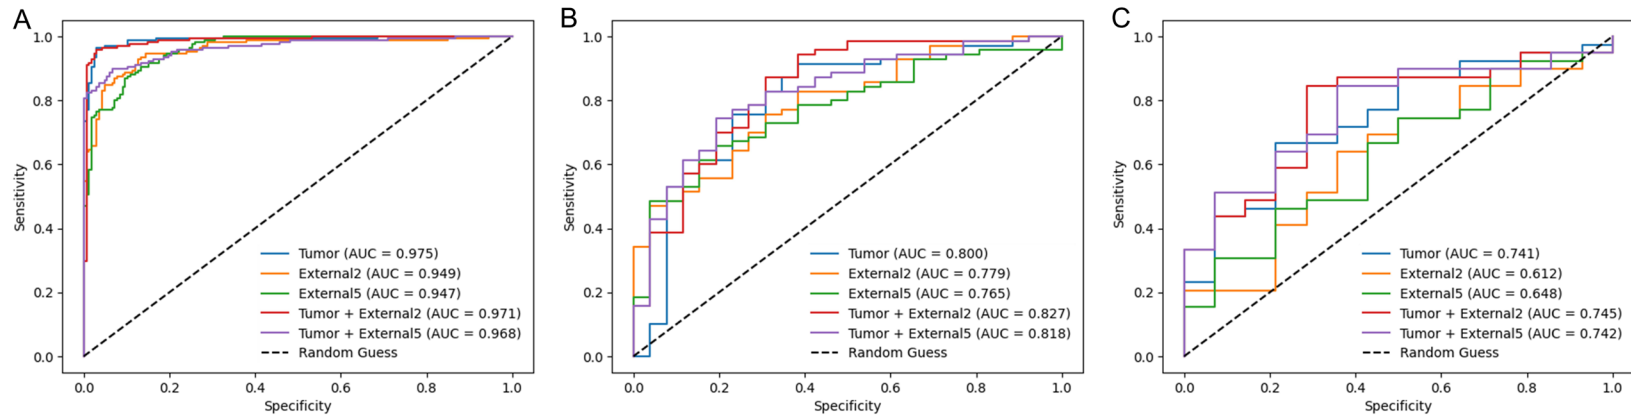 A
1.0
0.8
0.6
0.4
0.2
0.0
Sensitivity
Tumor (AUC = 0.975)
External2 (AUC = 0.949)
External5 (AUC = 0.947)
Tumor + External2 (AUC = 0.971)
Tumor + External5 (AUC = 0.968)
Random Guess
0.0 0.2 0.4 0.6 0.8 1.0
Specificity
B
1.0
0.8
0.6
0.4
0.2
0.0
Sensitivity
Tumor (AUC = 0.800)
External2 (AUC = 0.779)
External5 (AUC = 0.765)
Tumor + External2 (AUC = 0.827)
Tumor + External5 (AUC = 0.818)
Random Guess
0.0 0.2 0.4 0.6 0.8 1.0
Specificity
C
1.0
0.8
0.6
0.4
0.2
0.0
Sensitivity
Tumor (AUC = 0.741)
External2 (AUC = 0.612)
External5 (AUC = 0.648)
Tumor + External2 (AUC = 0.745)
Tumor + External5 (AUC = 0.742)
Random Guess
0.0 0.2 0.4 0.6 0.8 1.0
Specificity